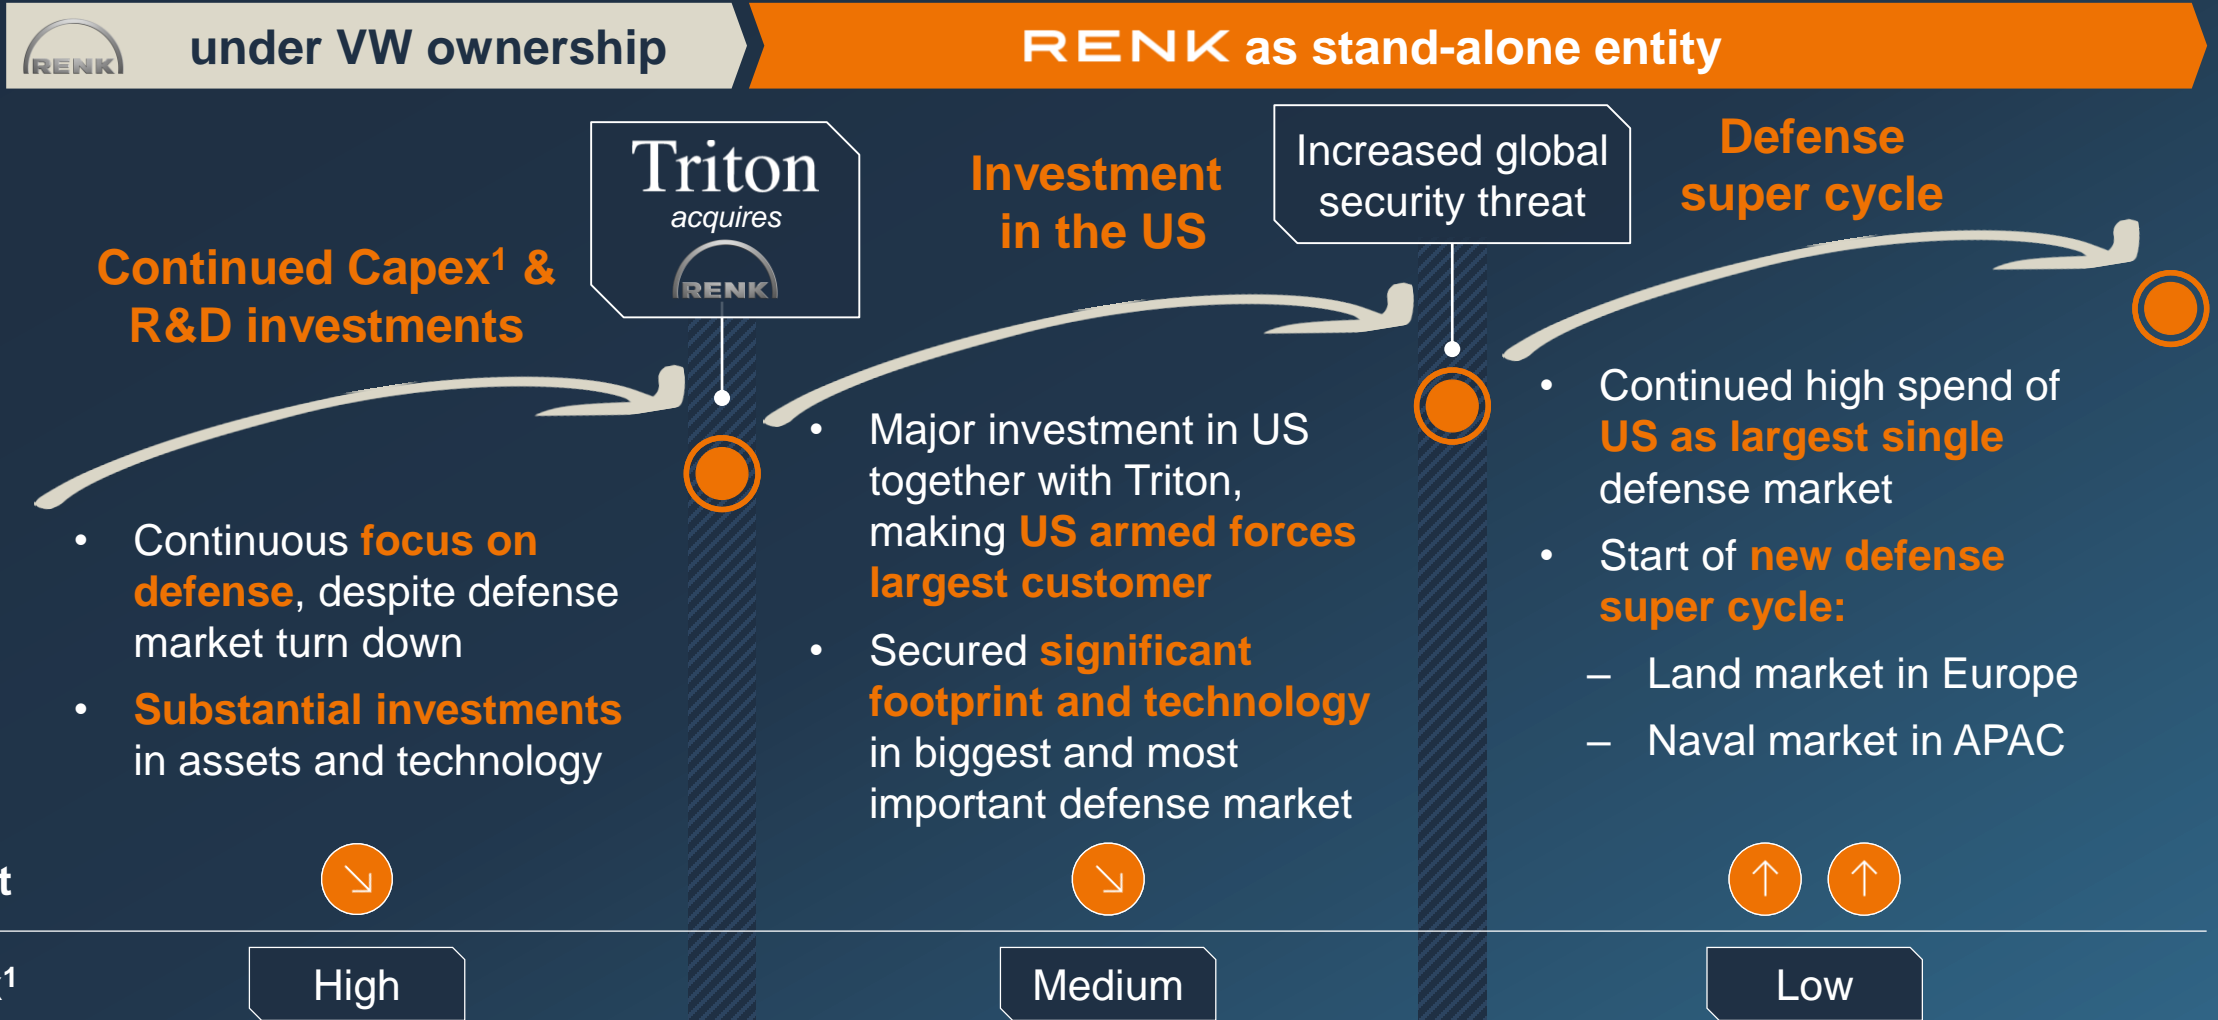 RENK under VW ownership
RENK as stand-alone entity
Continued Capex¹ &
R&D investments
Triton
acquires
RENK
Investment
in the US
Increased global
security threat
Defense
super cycle
• Continuous focus on
defense, despite defense
market turn down
• Substantial investments
in assets and technology
• Major investment in US
together with Triton,
making US armed forces
largest customer
• Secured significant
footprint and technology
in biggest and most
important defense market
• Continued high spend of
US as largest single
defense market
• Start of new defense
super cycle:
– Land market in Europe
– Naval market in APAC
High
Medium
Low